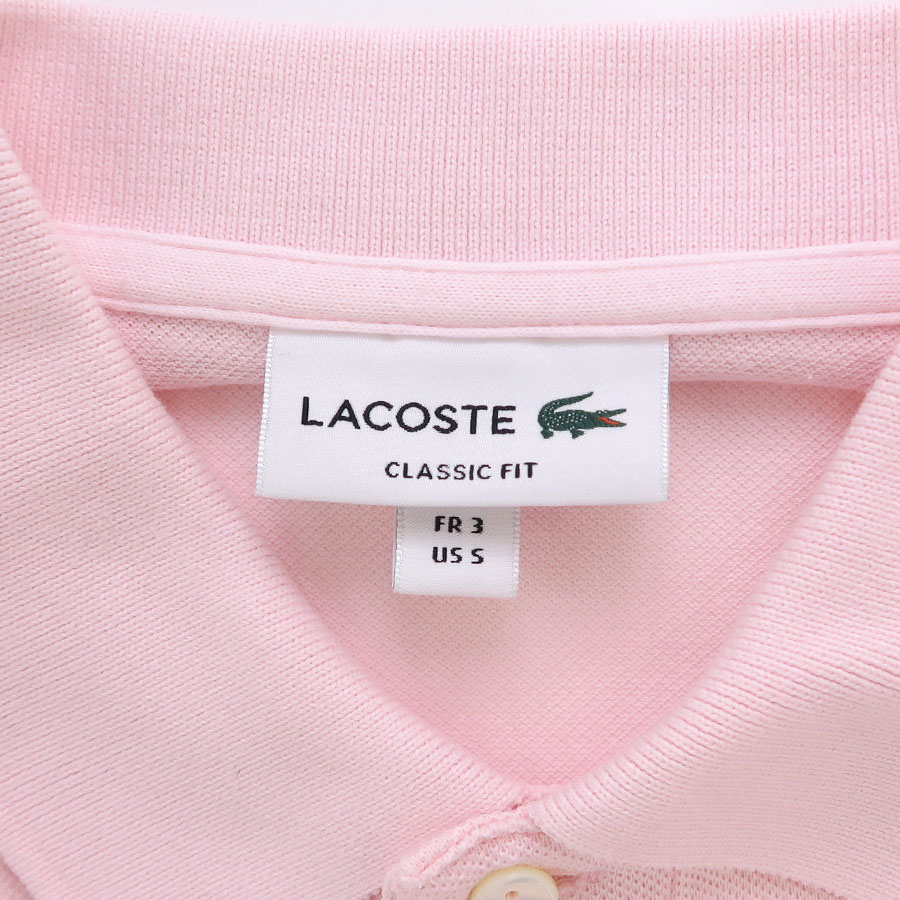 LACOSTE
CLASSIC FIT
FR 3
US S